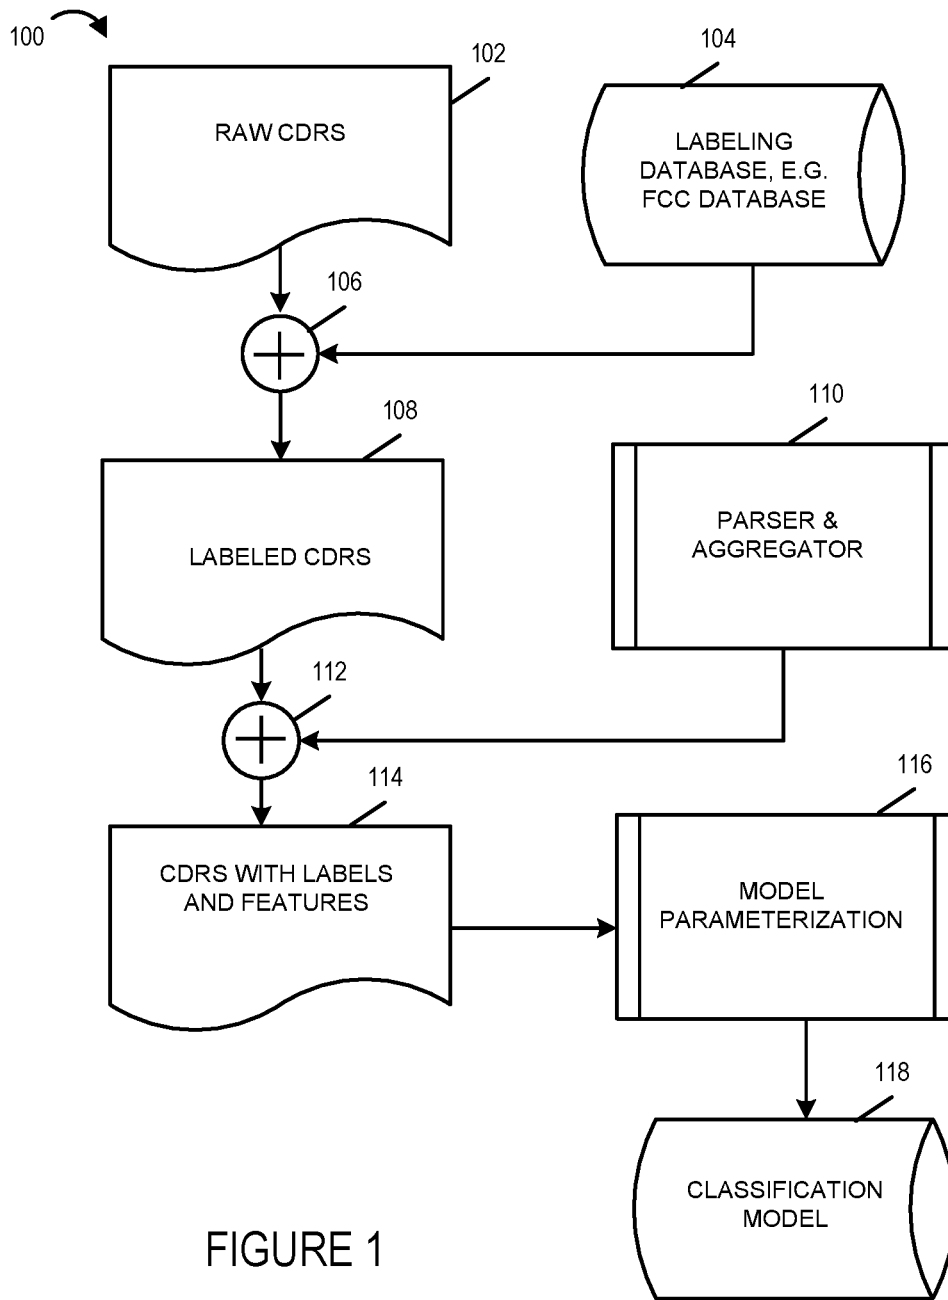 100
102
104
RAW CDRS
LABELING
DATABASE, E.G.
FCC DATABASE
106
108
110
LABELED CDRS
PARSER &
AGGREGATOR
112
114
116
CDRS WITH LABELS
AND FEATURES
MODEL
PARAMETERIZATION
118
CLASSIFICATION
MODEL
FIGURE 1